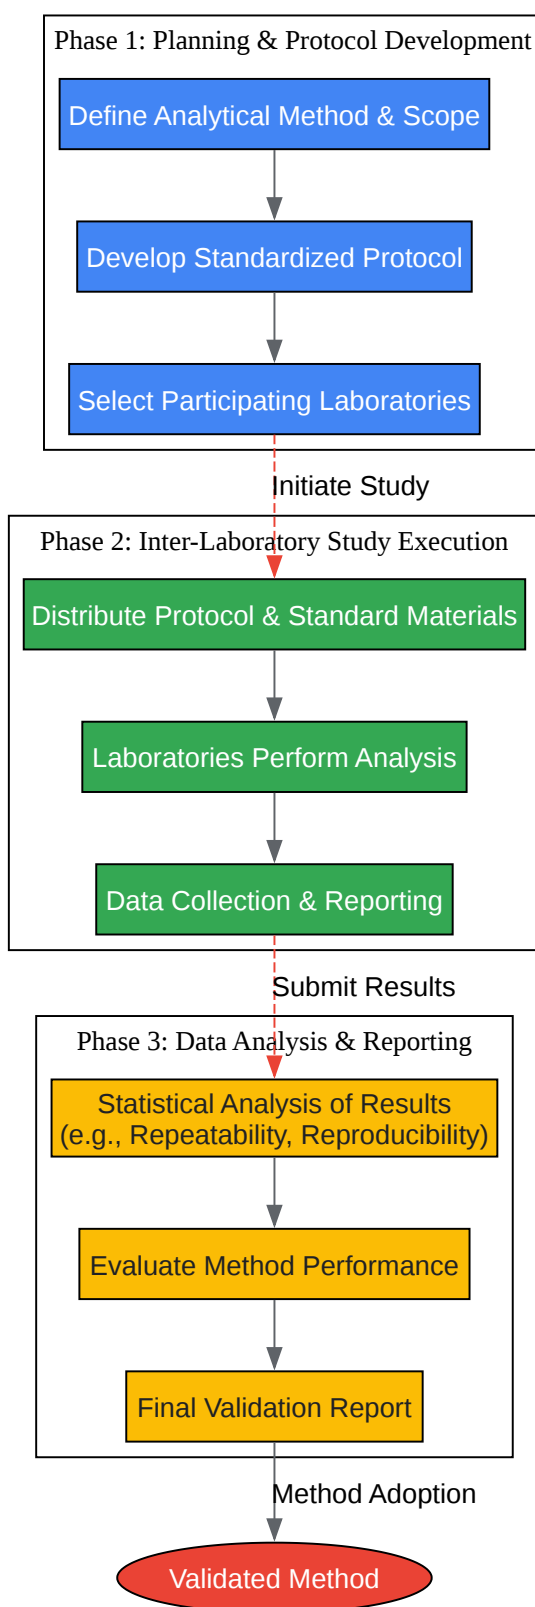 Phase 1: Planning & Protocol Development
Define Analytical Method & Scope
Develop Standardized Protocol
Select Participating Laboratories
Initiate Study
Phase 2: Inter-Laboratory Study Execution
Distribute Protocol & Standard Materials
Laboratories Perform Analysis
Data Collection & Reporting
Submit Results
Phase 3: Data Analysis & Reporting
Statistical Analysis of Results
(e.g., Repeatability, Reproducibility)
Evaluate Method Performance
Final Validation Report
Method Adoption
Validated Method